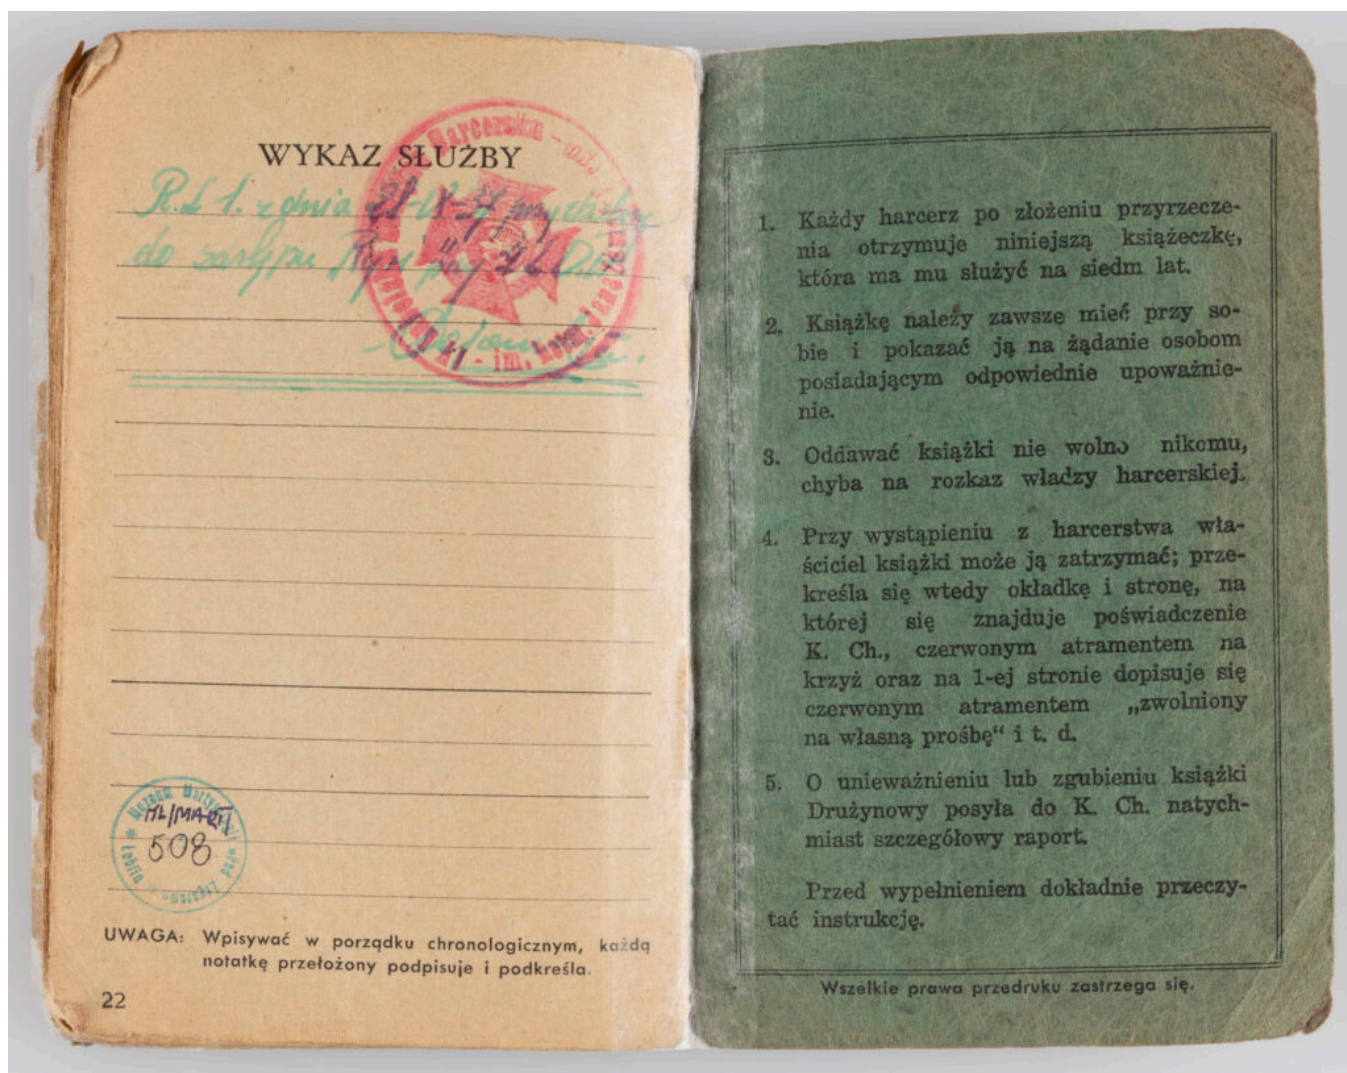 WYKAZ SŁUŻBY
R. L 1. z dnia
do zastępu
508
UWAGA: Wpisywać w porządku chronologicznym, każdą
notatkę przełożony podpisuje i podkreśla.
22
1. Każdy harcerz po złożeniu przyrzecze-
nia otrzymuje niniejszą książeczkę,
która ma mu służyć na siedm lat.
2. Książkę należy zawsze mieć przy so-
bie i pokazać ją na żądanie osobom
posiadającym odpowiednie upoważnie-
nie.
3. Oddawać książki nie wolno nikomu,
chyba na rozkaz władzy harcerskiej.
4. Przy wystąpieniu z harcerstwa wła-
ściciel książki może ją zatrzymać; prze-
kreśla się wtedy okładkę i stronę, na
której się znajduje poświadczenie
K. Ch., czerwonym atramentem na
krzyż oraz na 1-ej stronie dopisuje się
czerwonym atramentem „zwolniony
na własną prośbę“ i t. d.
5. O unieważnieniu lub zgubieniu książki
Drużynowy posyła do K. Ch. natych-
miast szczegółowy raport.
Przed wypełnieniem dokładnie przeczy-
tać instrukcję.
Wszelkie prawa przedruku zastrzega się.